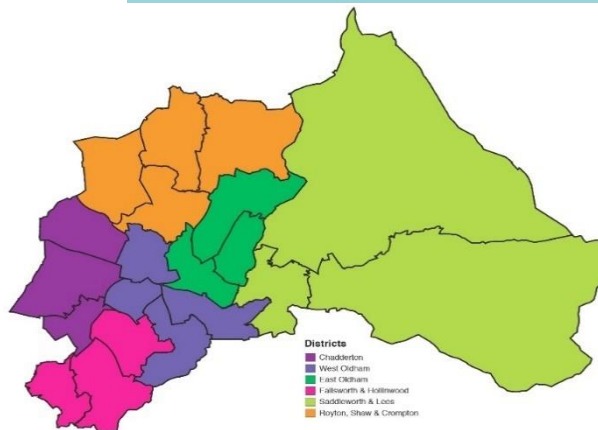 Districts
Chadderton
West Oldham
East Oldham
Failsworth & Hollinwood
Saddleworth & Lees
Royton, Shaw & Crompton